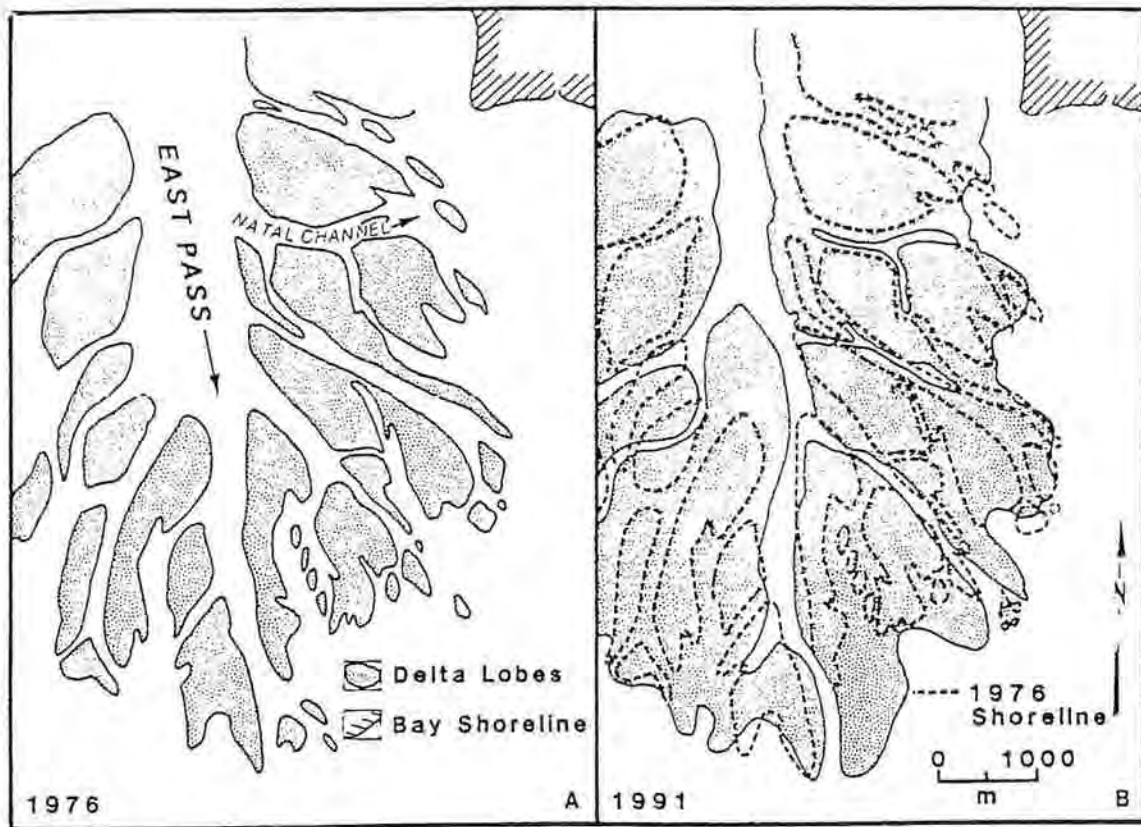 EAST PASS
NATAL CHANNEL
Delta Lobes
Bay Shoreline
1976
A
1976
Shoreline
0 1000
m
N
1991
B